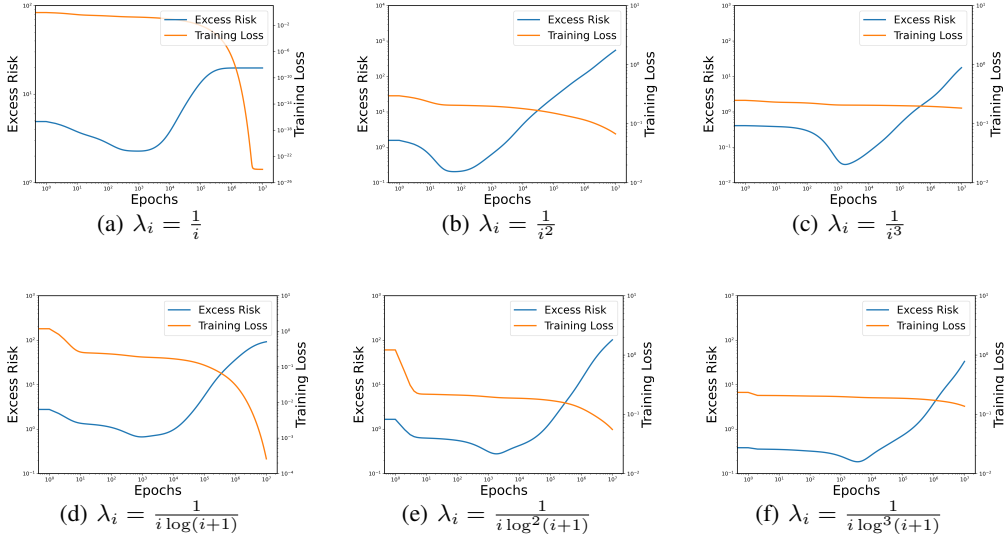 Excess Risk
Training Loss
Excess Risk
Training Loss
Epochs
(a) λ_i = 1/i
Excess Risk
Training Loss
Excess Risk
Training Loss
Epochs
(b) λ_i = 1/i^2
Excess Risk
Training Loss
Excess Risk
Training Loss
Epochs
(c) λ_i = 1/i^3
Excess Risk
Training Loss
Excess Risk
Training Loss
Epochs
(d) λ_i = 1/(i log(i+1))
Excess Risk
Training Loss
Excess Risk
Training Loss
Epochs
(e) λ_i = 1/(i log^2(i+1))
Excess Risk
Training Loss
Excess Risk
Training Loss
Epochs
(f) λ_i = 1/(i log^3(i+1))